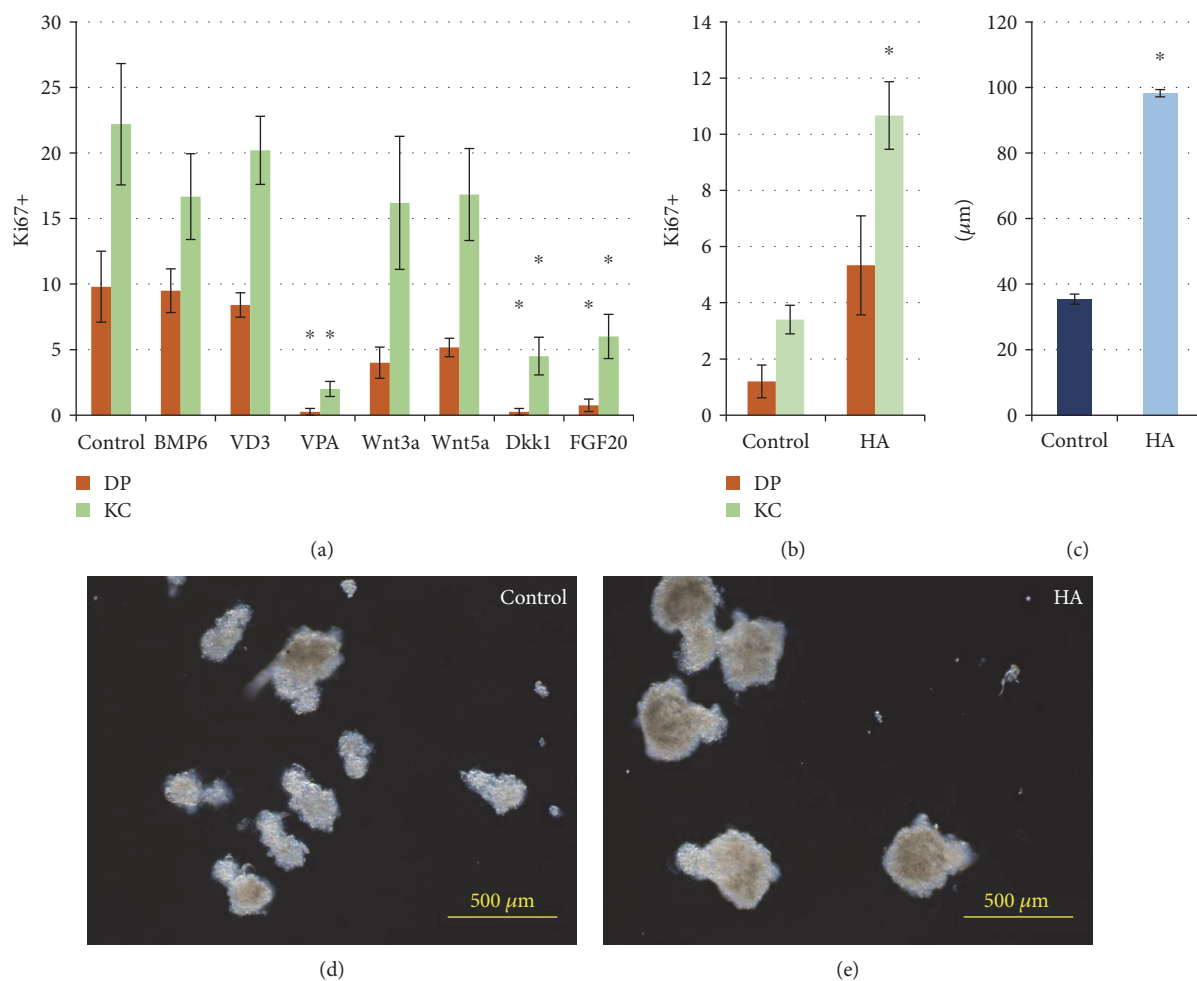 30
25
20
15
10
5
0
Ki67+
* *
*
*
*
*
Control BMP6 VD3 VPA Wnt3a Wnt5a Dkk1 FGF20
DP
KC
(a)
14
12
10
8
6
4
2
0
Ki67+
*
Control HA
DP
KC
(b)
120
100
80
60
40
20
0
(μm)
*
Control HA
(c)
Control
500 μm
(d)
HA
500 μm
(e)